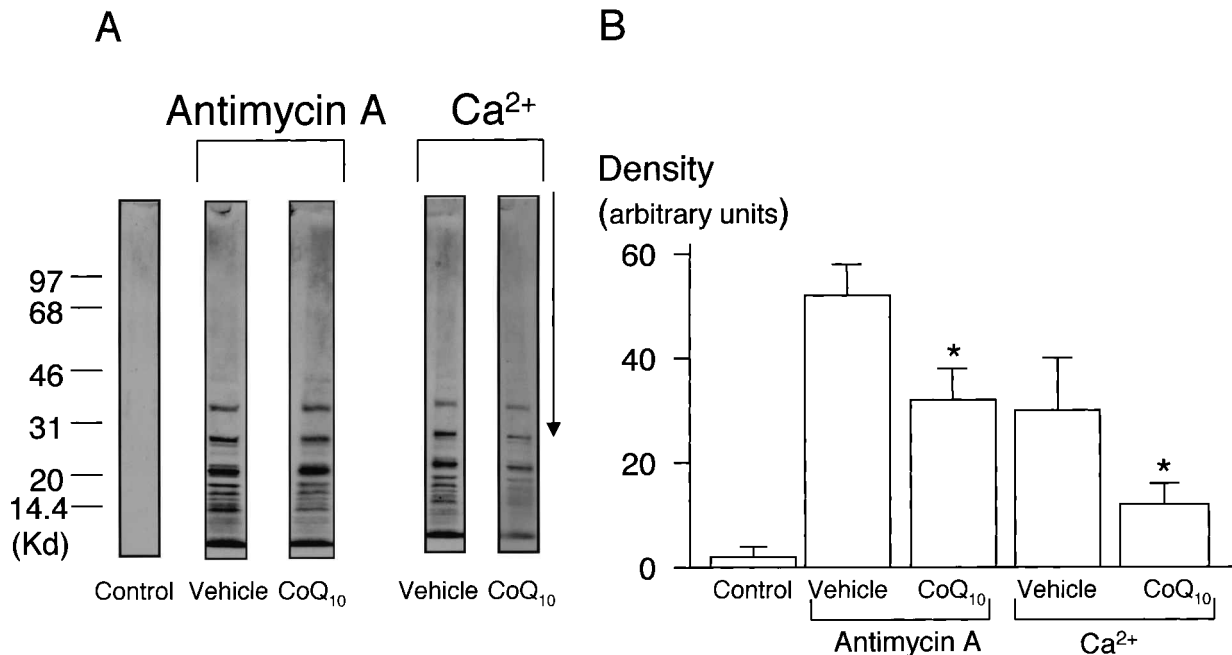 A
Antimycin A Ca²⁺
97
68
46
31
20
14.4
(Kd)
Control Vehicle CoQ₁₀ Vehicle CoQ₁₀
B
Density
(arbitrary units)
60
40
20
0
* *
Control Vehicle CoQ₁₀ Vehicle CoQ₁₀
Antimycin A Ca²⁺